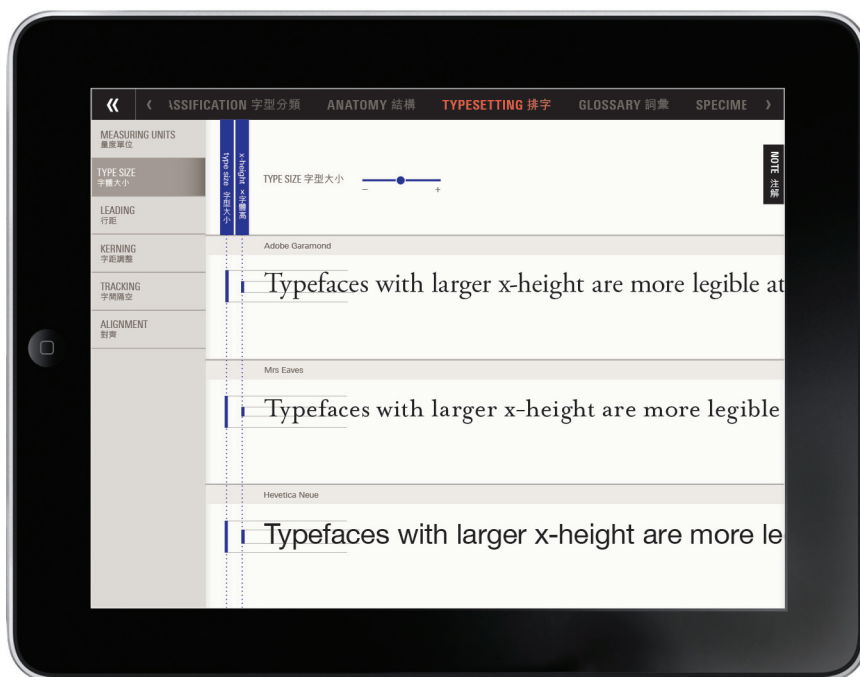 « ‹ ASSIFICATION 字型分類 ANATOMY 結構 TYPESETTING 排字 GLOSSARY 詞彙 SPECIME ›
MEASURING UNITS
量度單位
TYPE SIZE
字體大小
LEADING
行距
KERNING
字距調整
TRACKING
字間隔空
ALIGNMENT
對齊
type size 字型大小
x-height x字體高
TYPE SIZE 字型大小
− +
NOTE 注解
Adobe Garamond
Typefaces with larger x-height are more legible at
Mrs Eaves
Typefaces with larger x-height are more legible
Hevetica Neue
Typefaces with larger x-height are more le